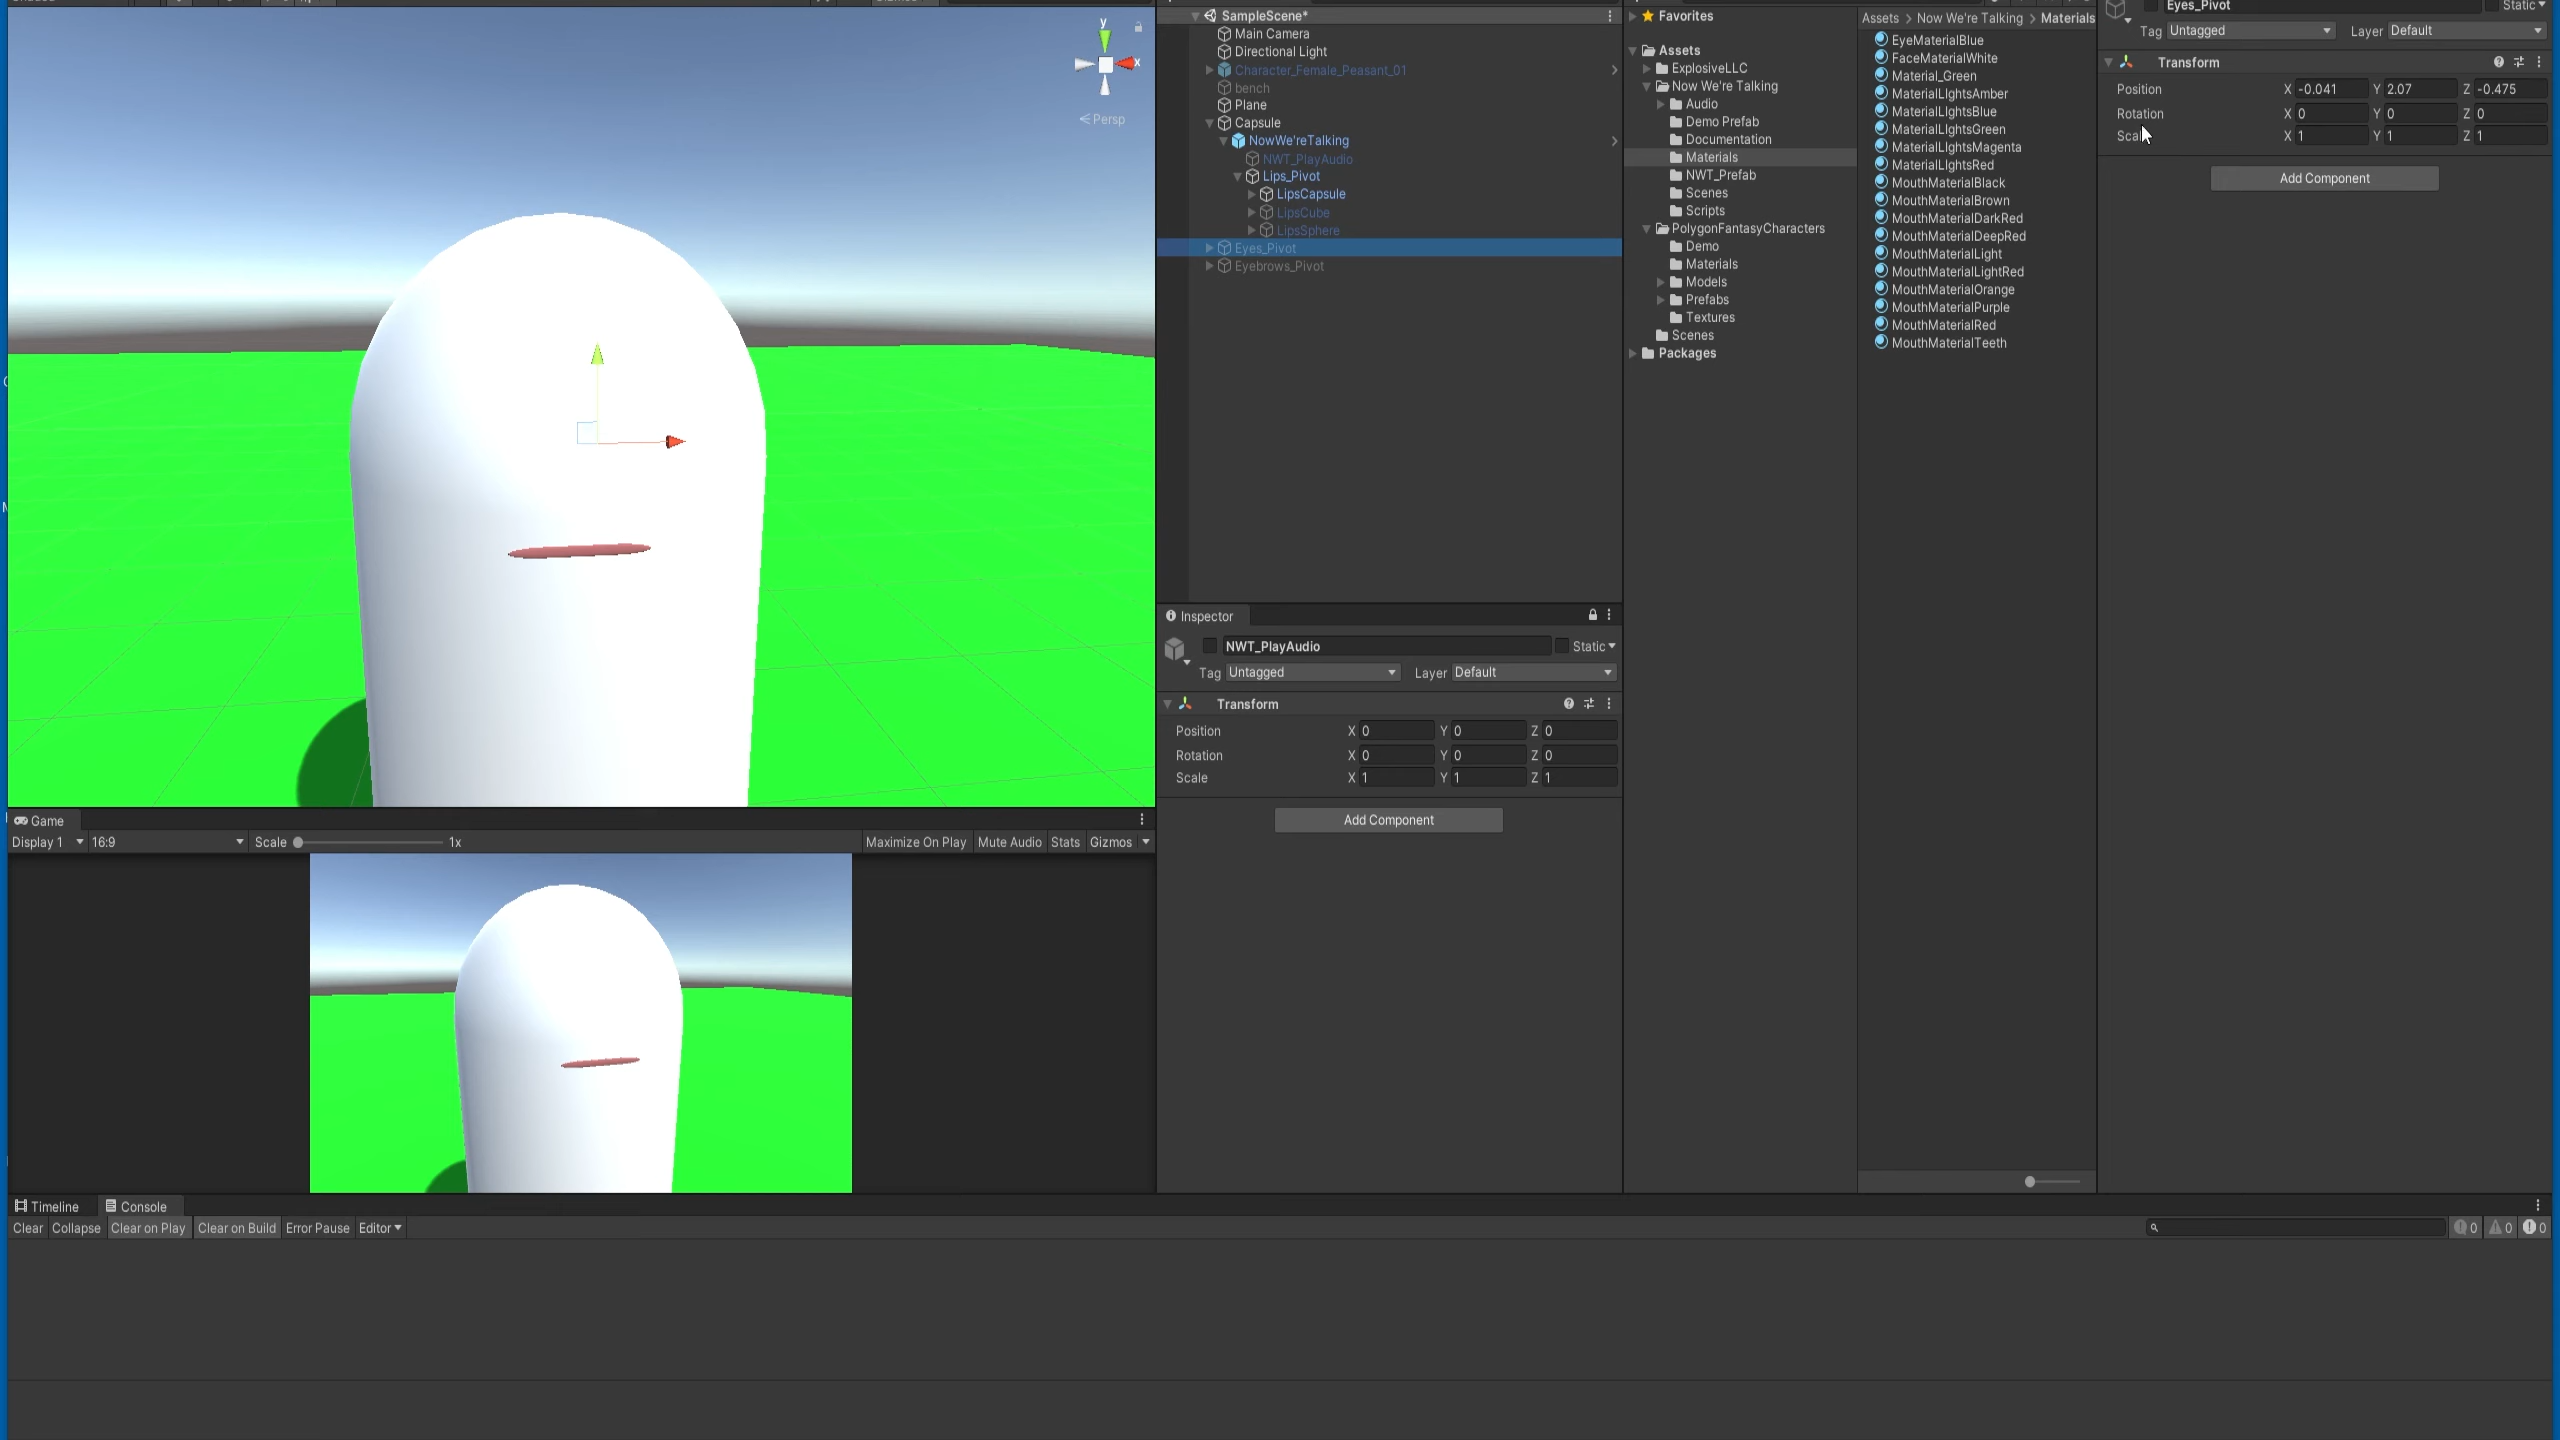 y
x
Persp
SampleScene*
Main Camera
Directional Light
Character_Female_Peasant_01
bench
Plane
Capsule
NowWe'reTalking
NWT_PlayAudio
Lips_Pivot
LipsCapsule
LipsCube
LipsSphere
Eyes_Pivot
Eyebrows_Pivot
Inspector
NWT_PlayAudio
Static
Tag Untagged Layer Default
Transform
Position X 0 Y 0 Z 0
Rotation X 0 Y 0 Z 0
Scale X 1 Y 1 Z 1
Add Component
Favorites
Assets
ExplosiveLLC
Now We're Talking
Audio
Demo Prefab
Documentation
Materials
NWT_Prefab
Scenes
Scripts
PolygonFantasyCharacters
Demo
Materials
Models
Prefabs
Textures
Scenes
Packages
Assets > Now We're Talking > Materials
EyeMaterialBlue
FaceMaterialWhite
Material_Green
MaterialLIghtsAmber
MaterialLIghtsBlue
MaterialLIghtsGreen
MaterialLIghtsMagenta
MaterialLIghtsRed
MouthMaterialBlack
MouthMaterialBrown
MouthMaterialDarkRed
MouthMaterialDeepRed
MouthMaterialLight
MouthMaterialLightRed
MouthMaterialOrange
MouthMaterialPurple
MouthMaterialRed
MouthMaterialTeeth
Eyes_Pivot
Static
Tag Untagged Layer Default
Transform
Position X -0.041 Y 2.07 Z -0.475
Rotation X 0 Y 0 Z 0
Scal X 1 Y 1 Z 1
Add Component
Game
Display 1 16:9 Scale 1x Maximize On Play Mute Audio Stats Gizmos
Timeline Console
Clear Collapse Clear on Play Clear on Build Error Pause Editor
0 0 0